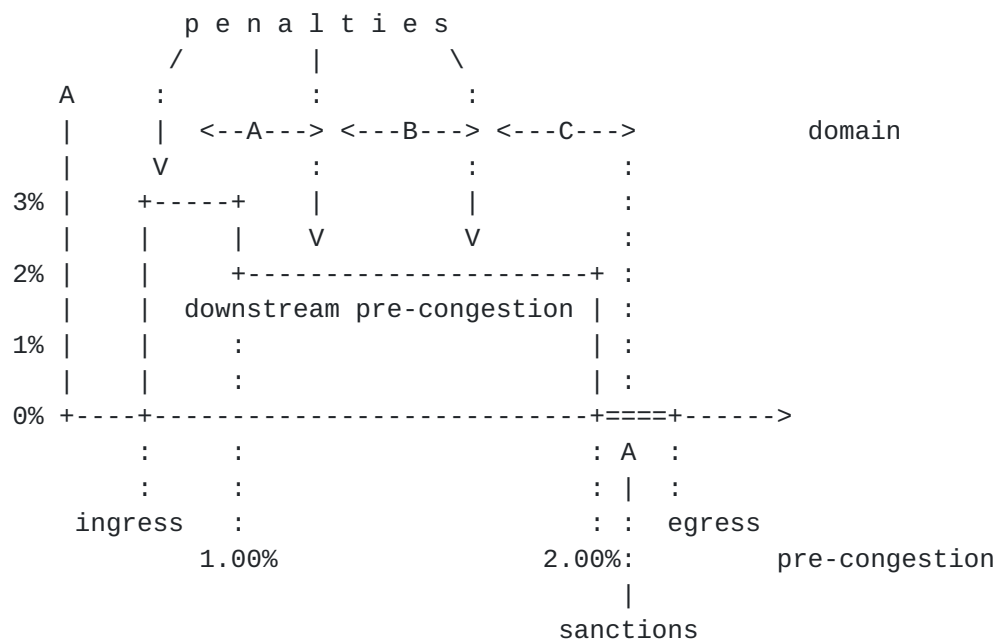 p e n a l t i e s
A
<--A---> <---B---> <---C---> domain
V
3%
V V
2%
downstream pre-congestion
1%
0%
A
ingress egress
1.00% 2.00% pre-congestion
sanctions